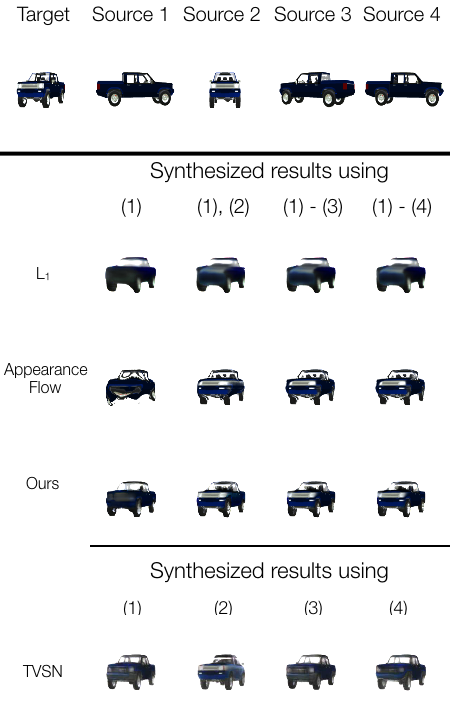 Target Source 1 Source 2 Source 3 Source 4
Synthesized results using
(1) (1), (2) (1) - (3) (1) - (4)
L₁
Appearance
Flow
Ours
Synthesized results using
(1) (2) (3) (4)
TVSN